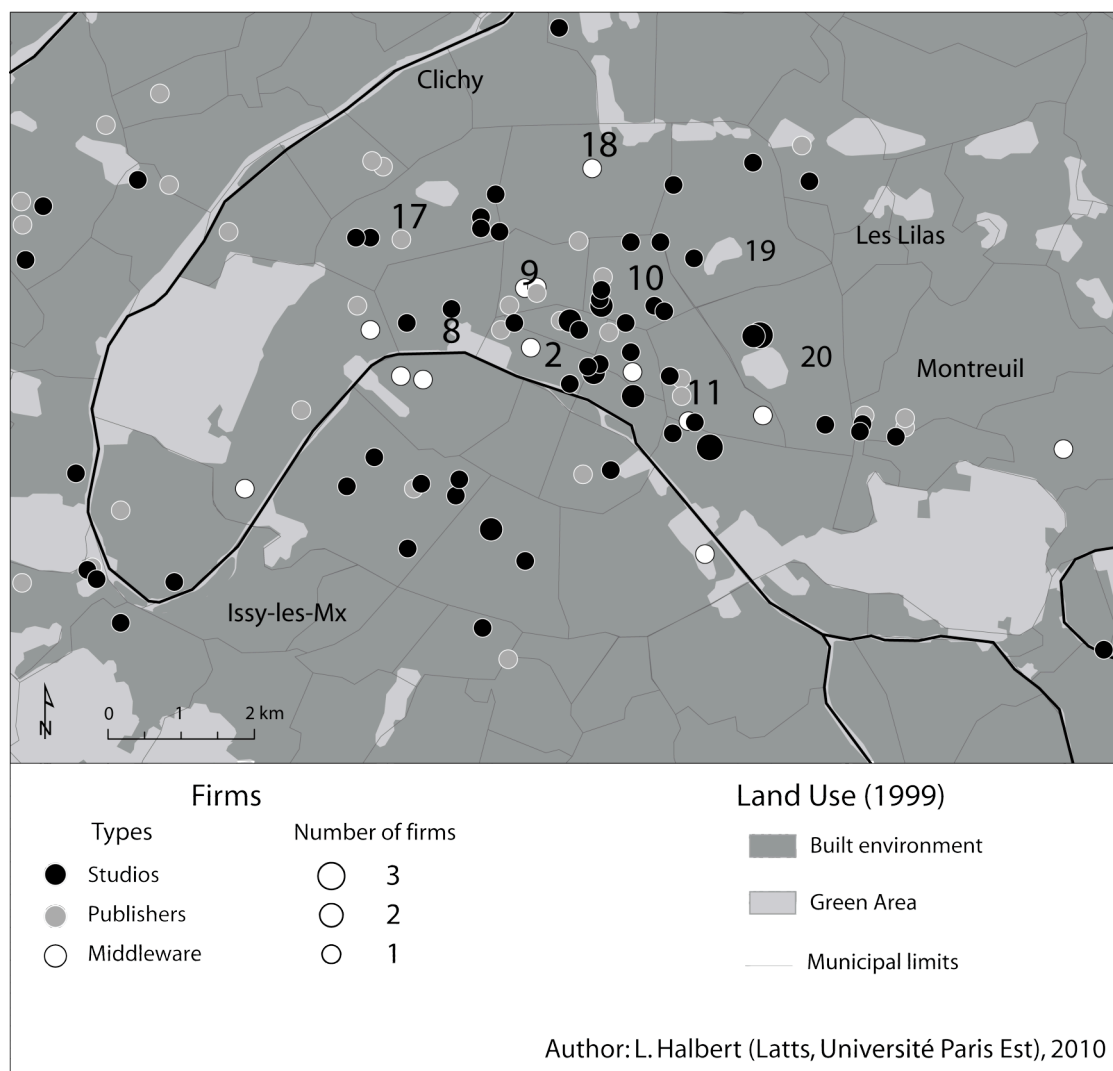 Clichy
18
17
Les Lilas
19
9
10
8
2
20
Montreuil
11
Issy-les-Mx
N
0 1 2 km
Firms
Land Use (1999)
Types
Number of firms
Built environment
Studios
3
Green Area
Publishers
2
Middleware
1
Municipal limits
Author: L. Halbert (Latts, Université Paris Est), 2010